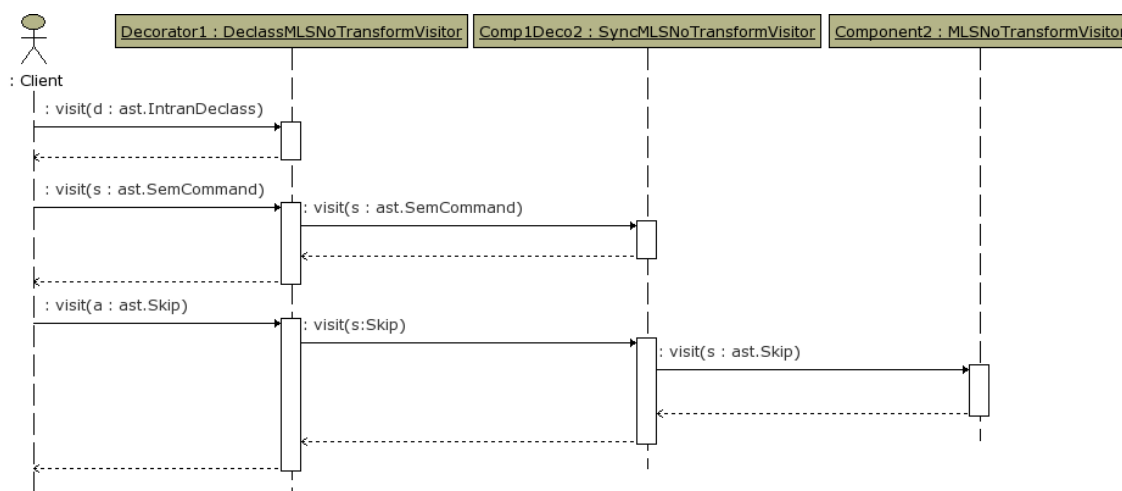 Decorator1 : DeclassMLSNoTransformVisitor
Comp1Deco2 : SyncMLSNoTransformVisitor
Component2 : MLSNoTransformVisitor
: Client
: visit(d : ast.IntranDeclass)
: visit(s : ast.SemCommand)
: visit(s : ast.SemCommand)
: visit(a : ast.Skip)
: visit(s:Skip)
: visit(s : ast.Skip)